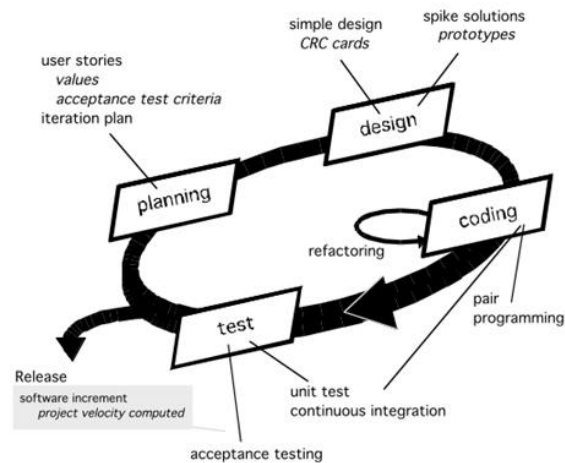 simple design
CRC cards
spike solutions
prototypes
user stories
values
acceptance test criteria
iteration plan
design
planning
coding
refactoring
pair
programming
test
unit test
continuous integration
Release
software increment
project velocity computed
acceptance testing